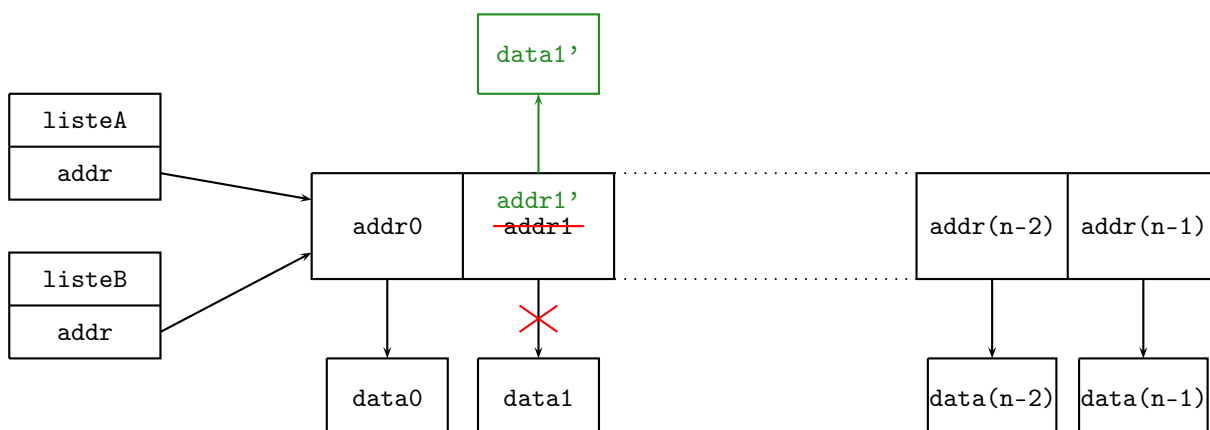 data1’
listeA
addr
addr1’
addr0
addr1
addr(n-2)
addr(n-1)
listeB
addr
data0
data1
data(n-2)
data(n-1)